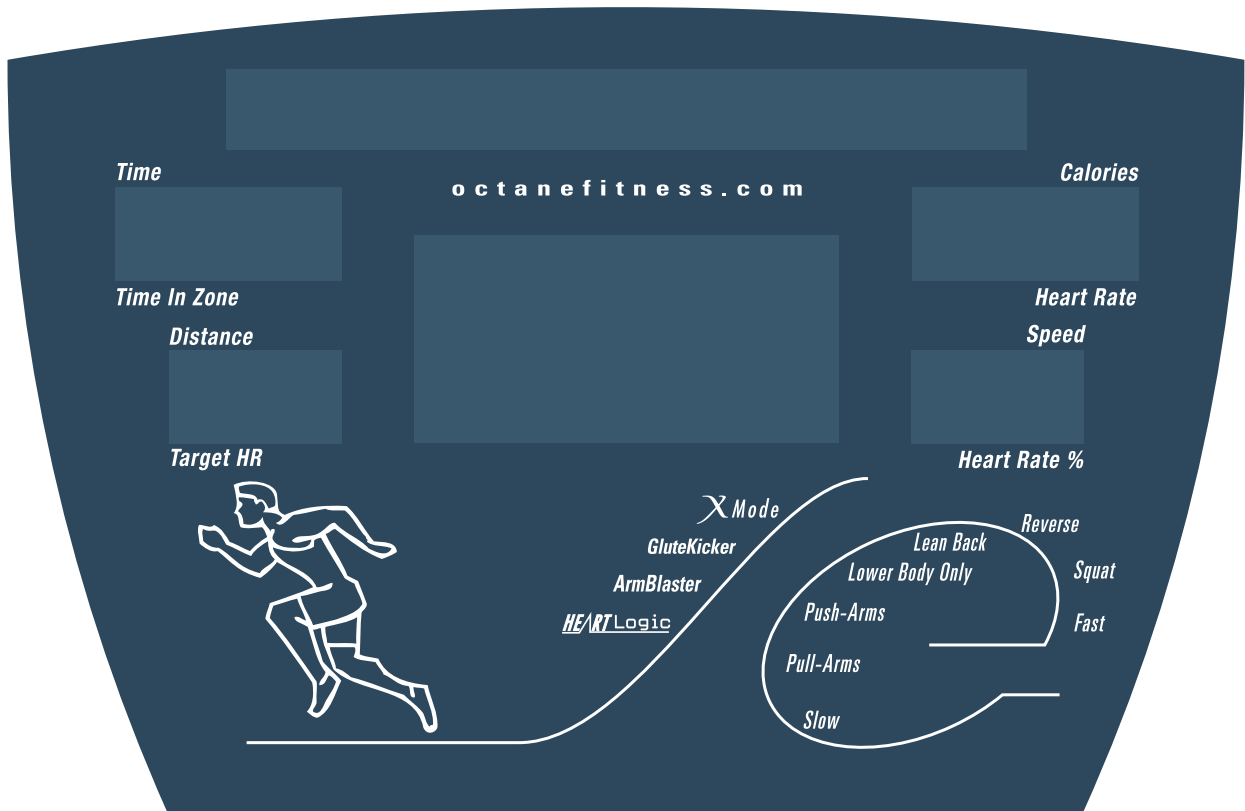 Time
octanefitness.com
Calories
Time In Zone
Heart Rate
Distance
Speed
Target HR
Heart Rate %
X Mode
GluteKicker
ArmBlaster
HEART Logic
Reverse
Lean Back
Lower Body Only
Squat
Push-Arms
Fast
Pull-Arms
Slow